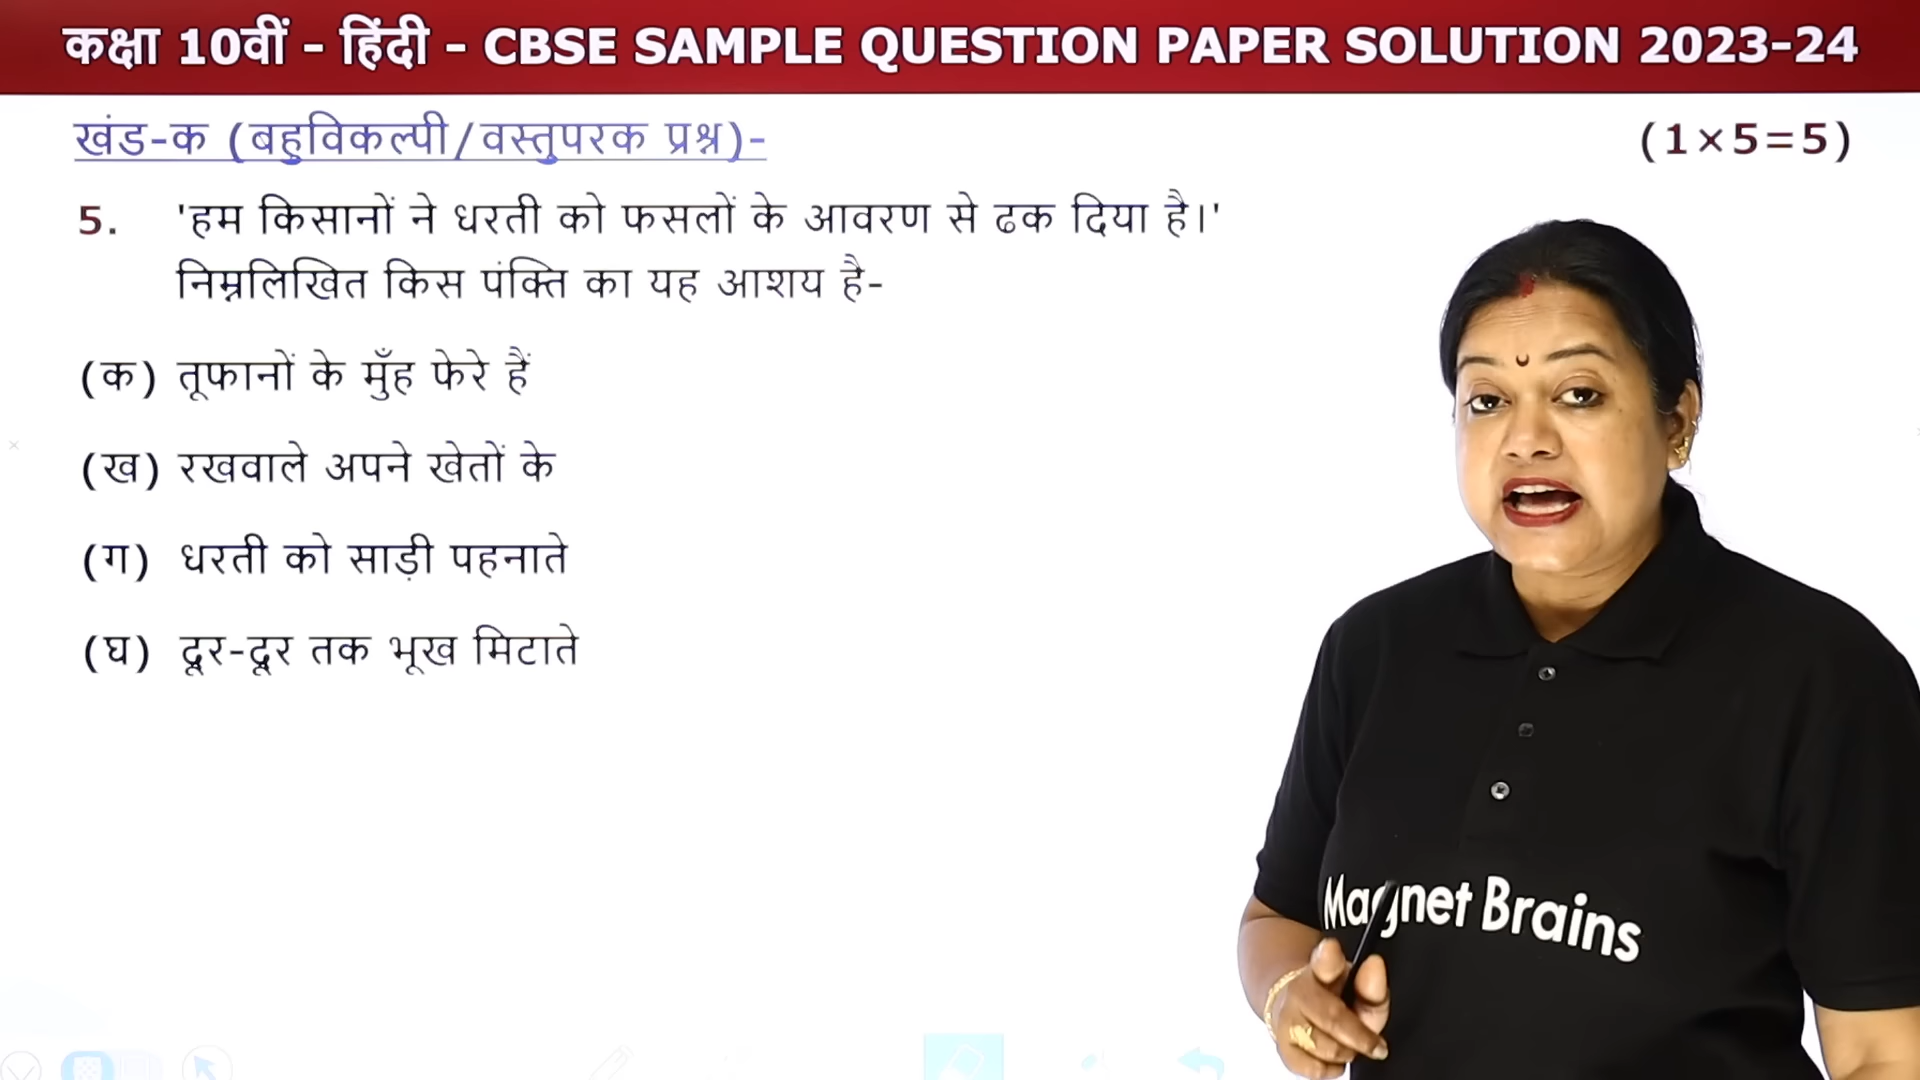 कक्षा 10वीं - हिंदी - CBSE SAMPLE QUESTION PAPER SOLUTION 2023-24
खंड-क (बहुविकल्पी/वस्तुपरक प्रश्न)-
(1×5=5)
5. 'हम किसानों ने धरती को फसलों के आवरण से ढक दिया है।'
निम्नलिखित किस पंक्ति का यह आशय है-
(क) तूफानों के मुँह फेरे हैं
(ख) रखवाले अपने खेतों के
(ग) धरती को साड़ी पहनाते
(घ) दूर-दूर तक भूख मिटाते
Magnet Brains